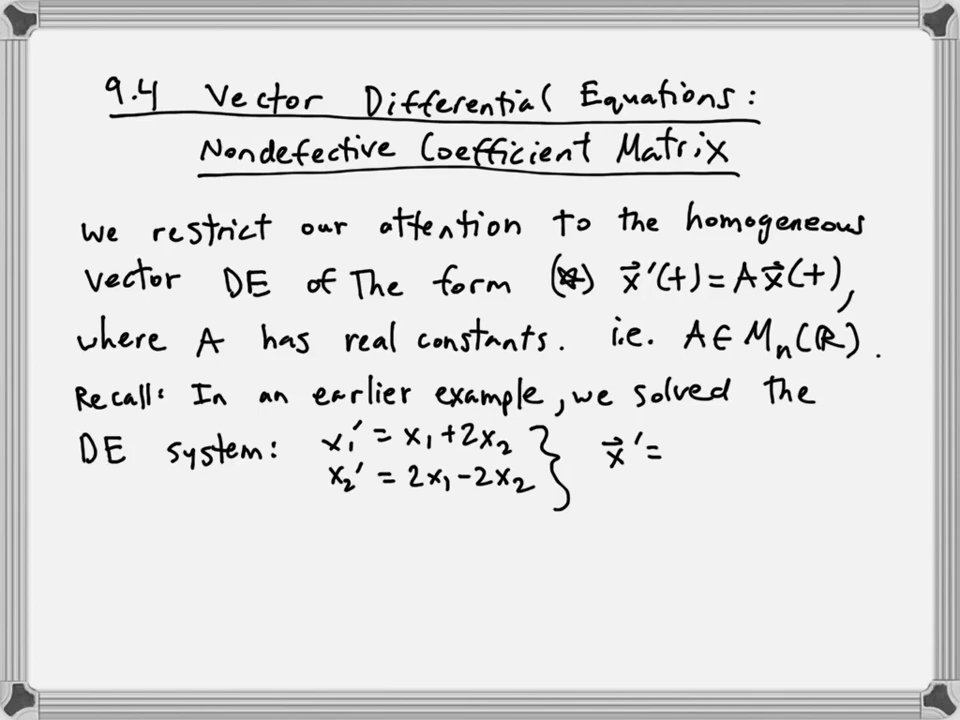 9.4 Vector Differential Equations:
Nondefective Coefficient Matrix
We restrict our attention to the homogeneous
vector DE of the form (*) x⃗'(t) = A x⃗(t),
where A has real constants. i.e. A ∈ Mₙ(ℝ).
Recall: In an earlier example, we solved the
DE system: x₁' = x₁ + 2x₂ } x⃗' =
x₂' = 2x₁ - 2x₂